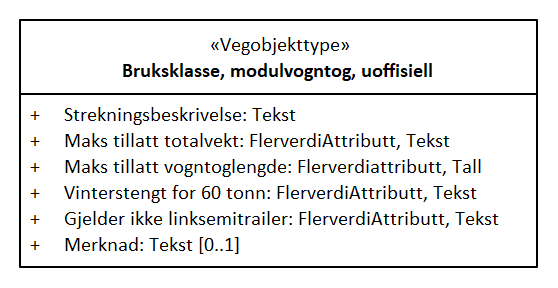 «Vegobjekttype»
Bruksklasse, modulvogntog, uoffisiell
+ Strekningsbeskrivelse: Tekst
+ Maks tillatt totalvekt: FlerverdiAttributt, Tekst
+ Maks tillatt vogntoglengde: Flerverdiattributt, Tall
+ Vinterstengt for 60 tonn: FlerverdiAttributt, Tekst
+ Gjelder ikke linksemitrailer: FlerverdiAttributt, Tekst
+ Merknad: Tekst [0..1]